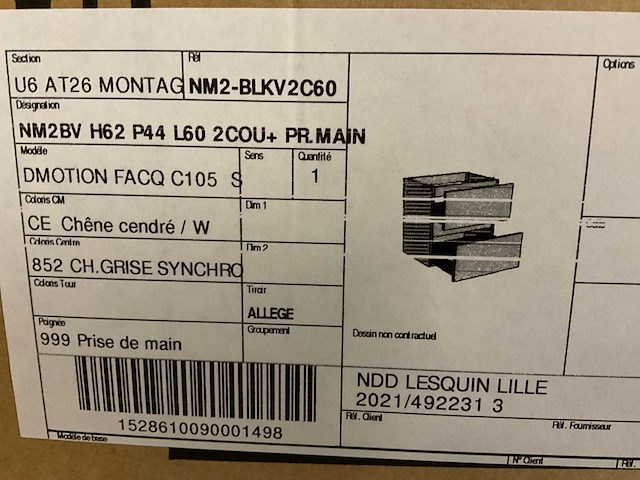 Section
Réf
Options
U6 AT26 MONTAG
NM2-BLKV2C60
Désignation
NM2BV H62 P44 L60 2COU+ PR.MAIN
Modèle
Sens
Quantité
DMOTION FACQ C105 S
1
Coloris CM
Dim 1
CE Chêne cendré / W
Coloris Centre
Dim 2
852 CH.GRISE SYNCHRO
Coloris Tour
Tiroir
ALLEGE
Poignée
Groupement
999 Prise de main
Dessin non contractuel
NDD LESQUIN LILLE
2021/492231 3
Réf. Client
Réf. Fournisseur
1528610090001498
Modèle de base
N° Client
Réf.